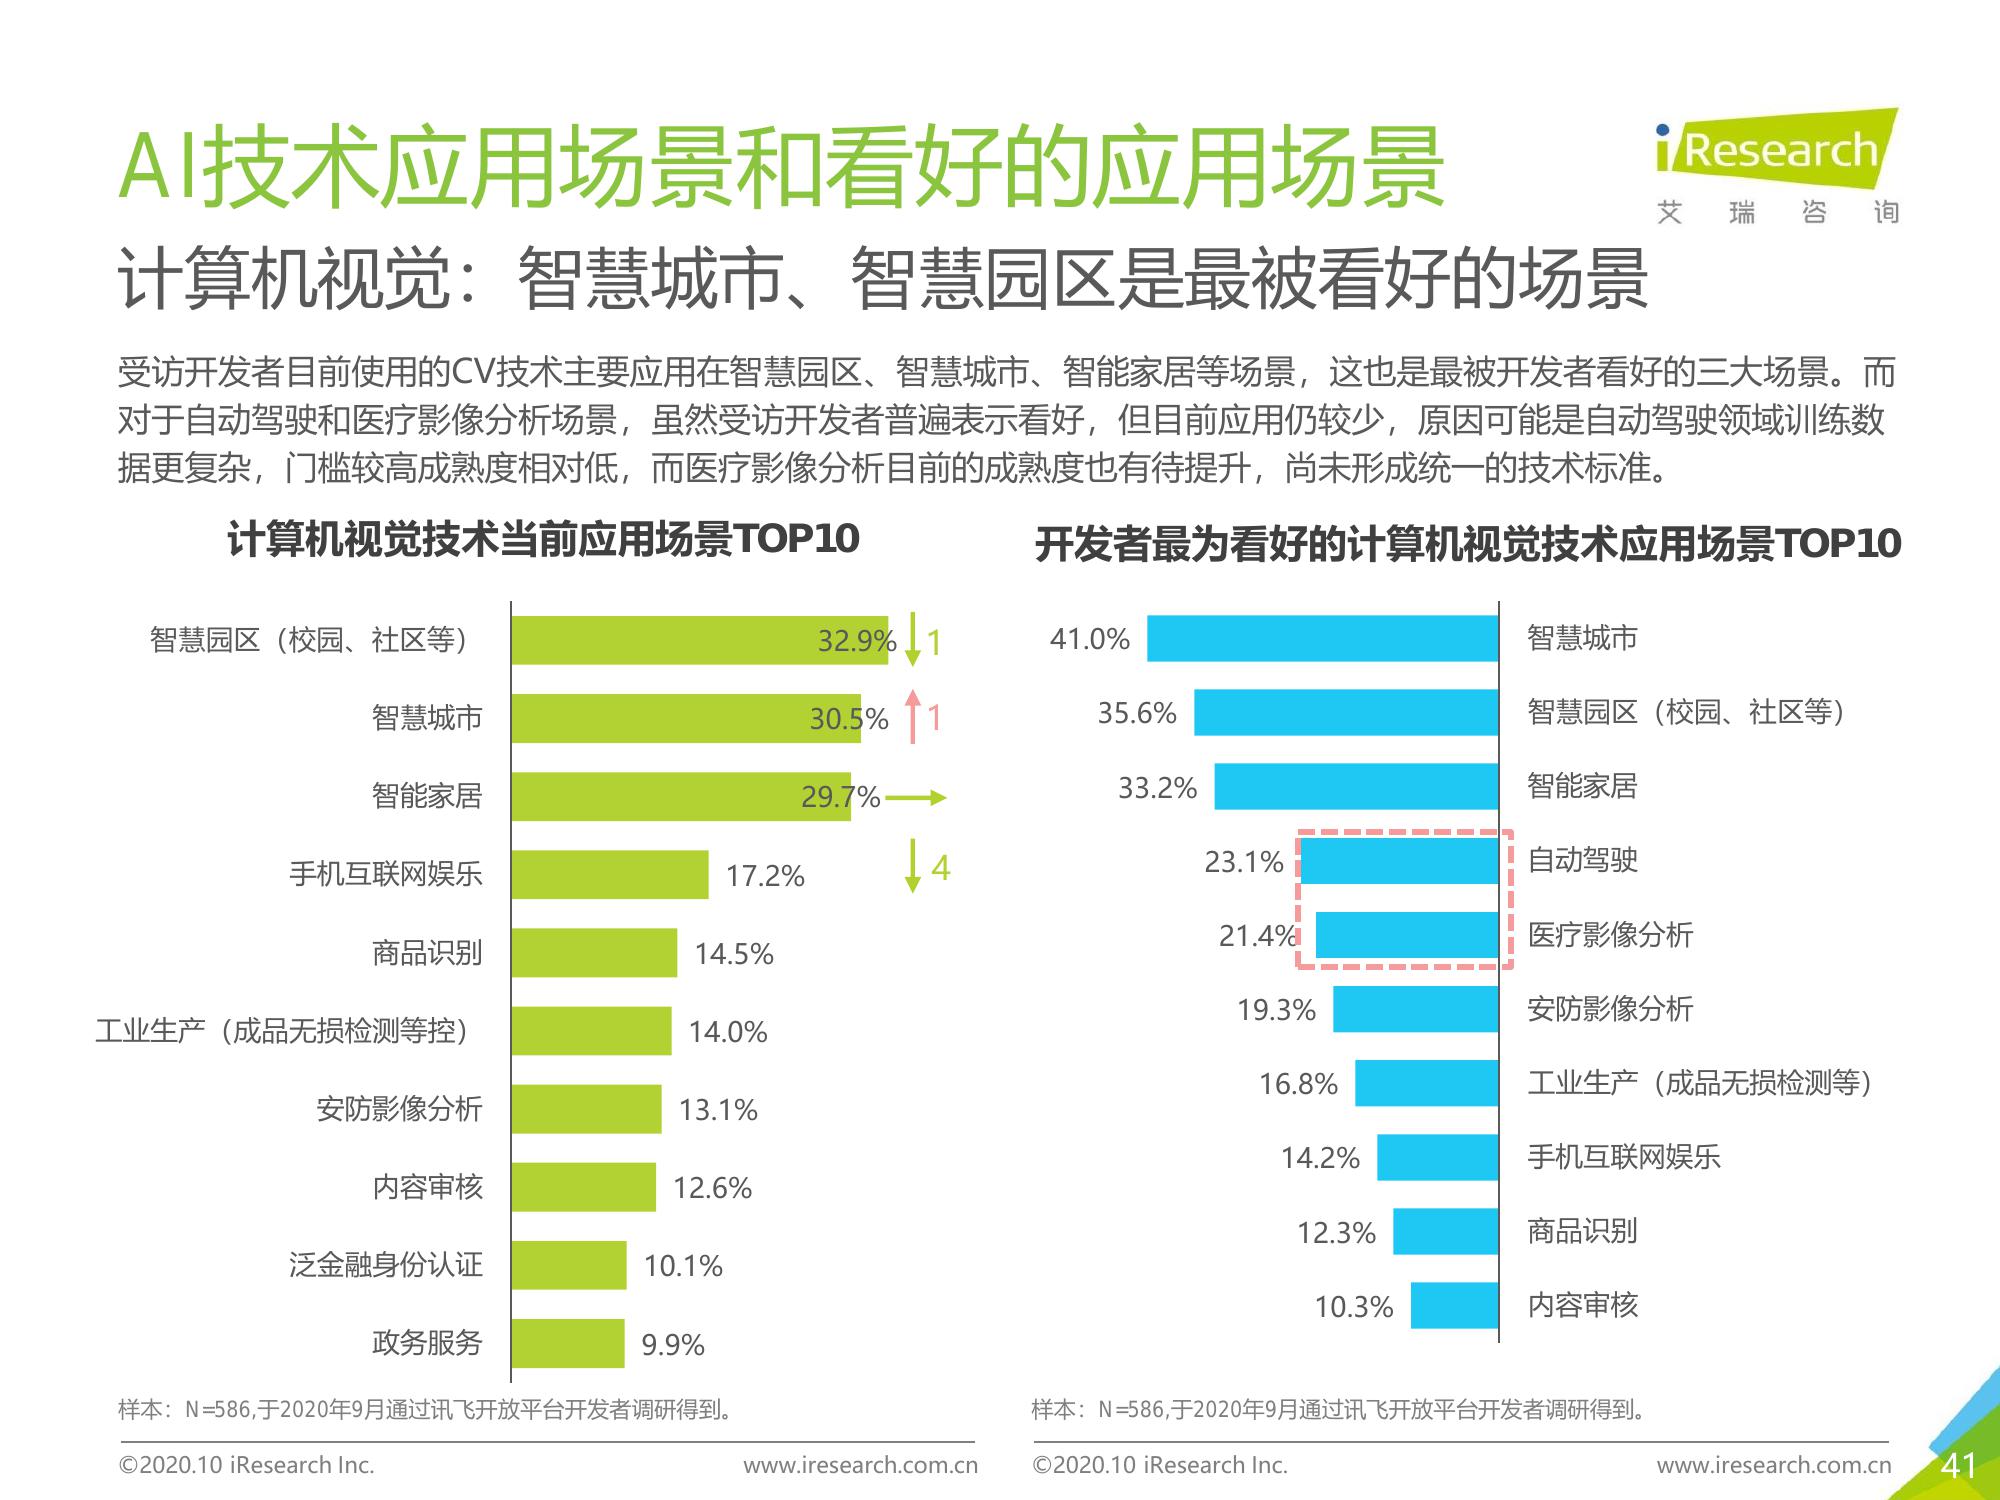 AI技术应用场景和看好的应用场景
iResearch
艾瑞咨询
计算机视觉：智慧城市、智慧园区是最被看好的场景
受访开发者目前使用的CV技术主要应用在智慧园区、智慧城市、智能家居等场景，这也是最被开发者看好的三大场景。而
对于自动驾驶和医疗影像分析场景，虽然受访开发者普遍表示看好，但目前应用仍较少，原因可能是自动驾驶领域训练数
据更复杂，门槛较高成熟度相对低，而医疗影像分析目前的成熟度也有待提升，尚未形成统一的技术标准。
计算机视觉技术当前应用场景TOP10
智慧园区（校园、社区等） 32.9% 1
智慧城市 30.5% 1
智能家居 29.7%
手机互联网娱乐 17.2% 4
商品识别 14.5%
工业生产（成品无损检测等控） 14.0%
安防影像分析 13.1%
内容审核 12.6%
泛金融身份认证 10.1%
政务服务 9.9%
样本：N=586,于2020年9月通过讯飞开放平台开发者调研得到。
©2020.10 iResearch Inc. www.iresearch.com.cn
开发者最为看好的计算机视觉技术应用场景TOP10
41.0% 智慧城市
35.6% 智慧园区（校园、社区等）
33.2% 智能家居
23.1% 自动驾驶
21.4% 医疗影像分析
19.3% 安防影像分析
16.8% 工业生产（成品无损检测等）
14.2% 手机互联网娱乐
12.3% 商品识别
10.3% 内容审核
样本：N=586,于2020年9月通过讯飞开放平台开发者调研得到。
©2020.10 iResearch Inc. www.iresearch.com.cn
41